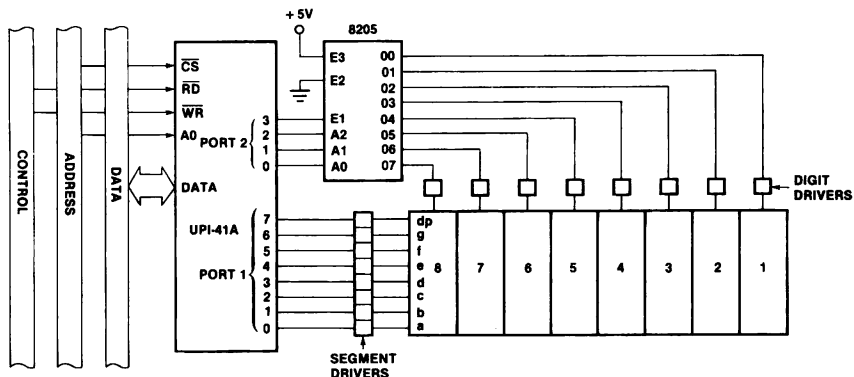 + 5V
8205
CS
RD
WR
A0
PORT 2
3
2
1
0
DATA
UPI-41A
PORT 1
7
6
5
4
3
2
1
0
E3
E2
E1
A2
A1
A0
00
01
02
03
04
05
06
07
DIGIT
DRIVERS
CONTROL
ADDRESS
DATA
dp
g
f
e
d
c
b
a
8
7
6
5
4
3
2
1
SEGMENT
DRIVERS